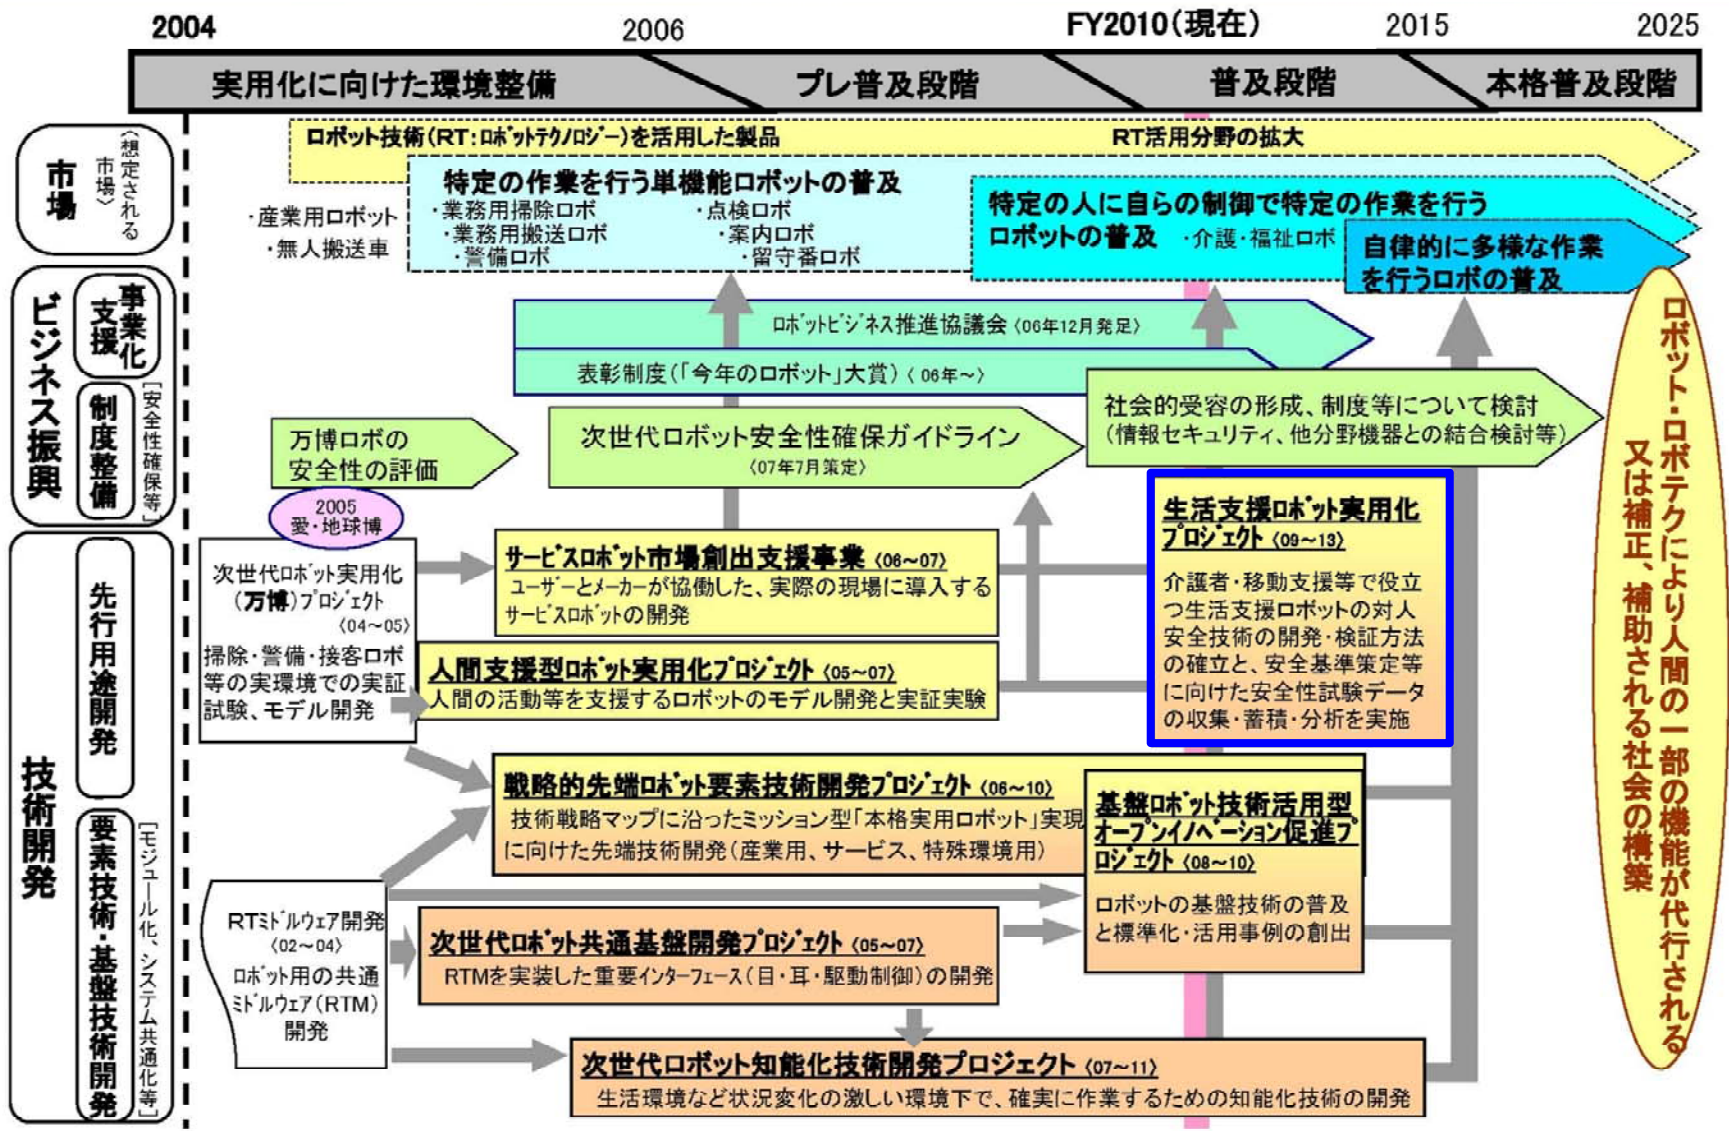 2004
2006
FY2010(現在)
2015
2025
実用化に向けた環境整備
プレ普及段階
普及段階
本格普及段階
市場
〈想定される
市場〉
ロボット技術(RT:ロボットテクノロジー)を活用した製品
RT活用分野の拡大
・産業用ロボット
・無人搬送車
特定の作業を行う単機能ロボットの普及
・業務用掃除ロボ
・点検ロボ
・業務用搬送ロボ
・案内ロボ
・警備ロボ
・留守番ロボ
特定の人に自らの制御で特定の作業を行う
ロボットの普及 ・介護・福祉ロボ
自律的に多様な作業
を行うロボの普及
ビジネス振興
事業化
支援
制度整備
[安全性確保等]
ロボットビジネス推進協議会〈06年12月発足〉
表彰制度(「今年のロボット」大賞)〈 06年~〉
万博ロボの
安全性の評価
次世代ロボット安全性確保ガイドライン
〈07年7月策定〉
社会的受容の形成、制度等について検討
(情報セキュリティ、他分野機器との結合検討等)
2005
愛・地球博
技術開発
先行用途開発
要素技術・基盤技術開発
[モジュール化、システム共通化等]
次世代ロボット実用化
(万博)プロジェクト
〈04~05〉
掃除・警備・接客ロボ
等の実環境での実証
試験、モデル開発
サービスロボット市場創出支援事業〈06~07〉
ユーザーとメーカーが協働した、実際の現場に導入する
サービスロボットの開発
人間支援型ロボット実用化プロジェクト〈05~07〉
人間の活動等を支援するロボットのモデル開発と実証実験
生活支援ロボット実用化
プロジェクト〈09~13〉
介護者・移動支援等で役立
つ生活支援ロボットの対人
安全技術の開発・検証方法
の確立と、安全基準策定等
に向けた安全性試験データ
の収集・蓄積・分析を実施
戦略的先端ロボット要素技術開発プロジェクト〈06~10〉
技術戦略マップに沿ったミッション型「本格実用ロボット」実現
に向けた先端技術開発(産業用、サービス、特殊環境用)
基盤ロボット技術活用型
オープンイノベーション促進プ
ロジェクト〈08~10〉
ロボットの基盤技術の普及
と標準化・活用事例の創出
RTミドルウェア開発
〈02~04〉
ロボット用の共通
ミドルウェア(RTM)
開発
次世代ロボット共通基盤開発プロジェクト〈05~07〉
RTMを実装した重要インターフェース(目・耳・駆動制御)の開発
次世代ロボット知能化技術開発プロジェクト〈07~11〉
生活環境など状況変化の激しい環境下で、確実に作業するための知能化技術の開発
ロボット・ロボテクにより人間の一部の機能が代行される
又は補正、補助される社会の構築